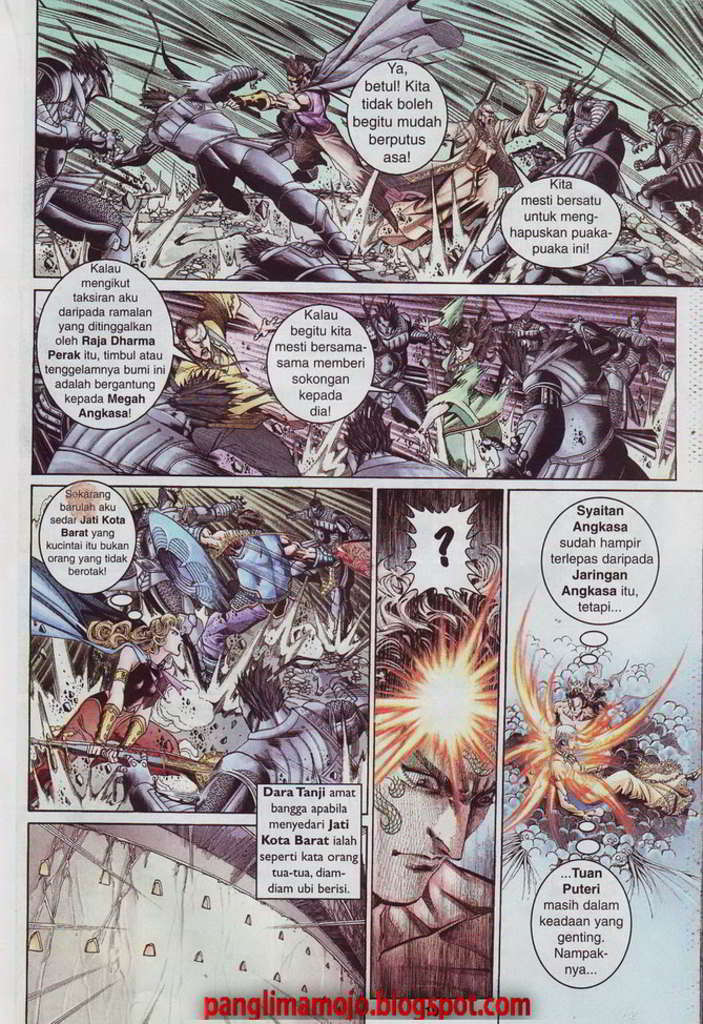 Ya,
betul! Kita
tidak boleh
begitu mudah
berputus
asa!
Kita
mesti bersatu
untuk meng-
hapuskan puaka-
puaka ini!
Kalau
mengikut
taksiran aku
daripada ramalan
yang ditinggalkan
oleh Raja Dharma
Perak itu, timbul atau
tenggelamnya bumi ini
adalah bergantung
kepada Megah
Angkasa!
Kalau
begitu kita
mesti bersama-
sama memberi
sokongan
kepada
dia!
Sekarang
barulah aku
sedar Jati Kota
Barat yang
kucintai itu bukan
orang yang tidak
berotak!
Dara Tanji amat
bangga apabila
menyedari Jati
Kota Barat ialah
seperti kata orang
tua-tua, diam-
diam ubi berisi.
?
Syaitan
Angkasa
sudah hampir
terlepas daripada
Jaringan
Angkasa itu,
tetapi...
...Tuan
Puteri
masih dalam
keadaan yang
genting.
Nampak-
nya...
panglimamojo.blogspot.com